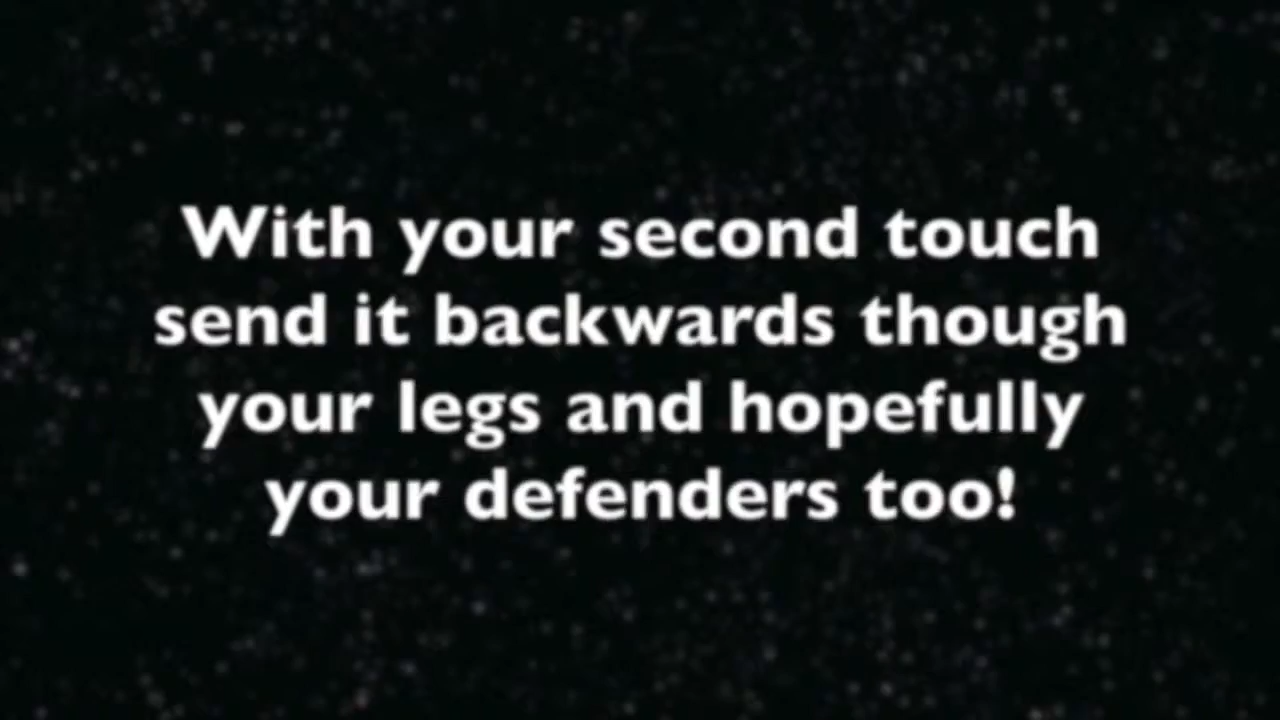 With your second touch
send it backwards though
your legs and hopefully
your defenders too!